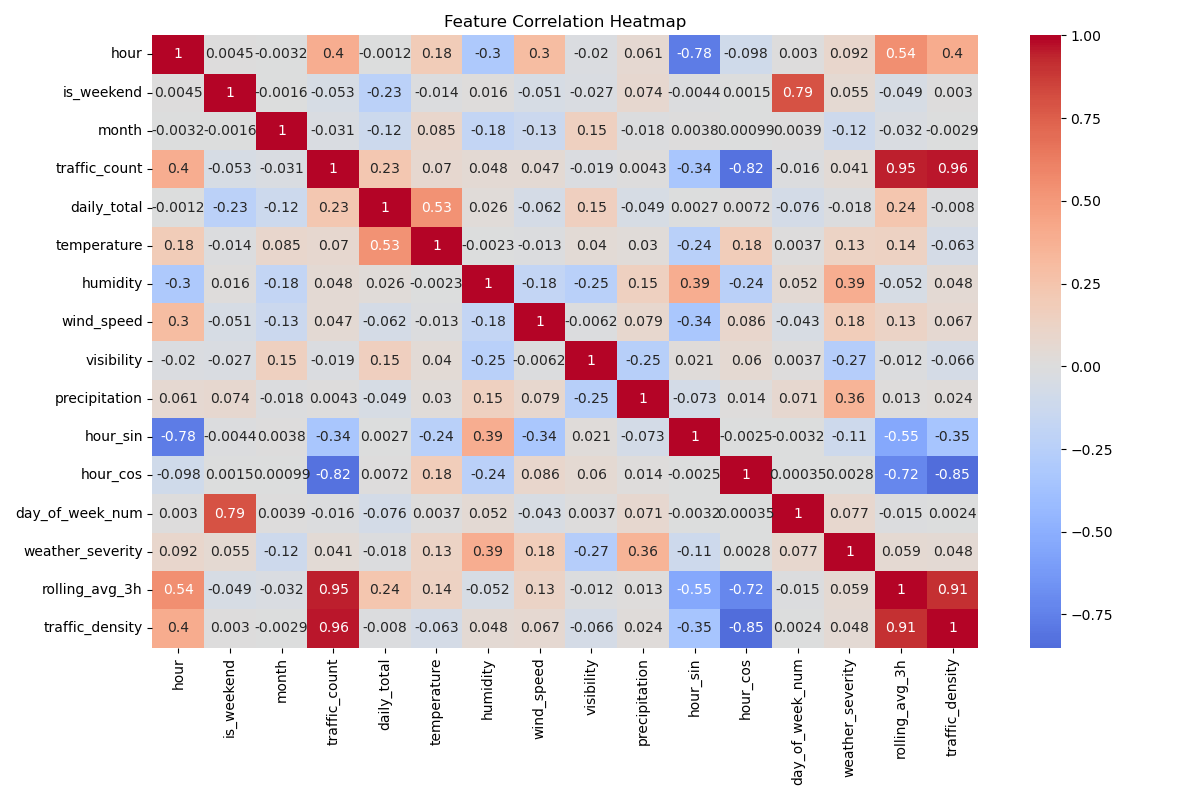 Feature Correlation Heatmap
hour 1 0.0045 -0.0032 0.4 -0.0012 0.18 -0.3 0.3 -0.02 0.061 -0.78 -0.098 0.003 0.092 0.54 0.4
is_weekend 0.0045 1 -0.0016 -0.053 -0.23 -0.014 0.016 -0.051 -0.027 0.074 -0.0044 0.0015 0.79 0.055 -0.049 0.003
month -0.0032 -0.0016 1 -0.031 -0.12 0.085 -0.18 -0.13 0.15 -0.018 0.0038 0.00099 0.0039 -0.12 -0.032 -0.0029
traffic_count 0.4 -0.053 -0.031 1 0.23 0.07 0.048 0.047 -0.019 0.0043 -0.34 -0.82 -0.016 0.041 0.95 0.96
daily_total -0.0012 -0.23 -0.12 0.23 1 0.53 0.026 -0.062 0.15 -0.049 0.0027 0.0072 -0.076 -0.018 0.24 -0.008
temperature 0.18 -0.014 0.085 0.07 0.53 1 -0.0023 -0.013 0.04 0.03 -0.24 0.18 0.0037 0.13 0.14 -0.063
humidity -0.3 0.016 -0.18 0.048 0.026 -0.0023 1 -0.18 -0.25 0.15 0.39 -0.24 0.052 0.39 -0.052 0.048
wind_speed 0.3 -0.051 -0.13 0.047 -0.062 -0.013 -0.18 1 -0.0062 0.079 -0.34 0.086 -0.043 0.18 0.13 0.067
visibility -0.02 -0.027 0.15 -0.019 0.15 0.04 -0.25 -0.0062 1 -0.25 0.021 0.06 0.0037 -0.27 -0.012 -0.066
precipitation 0.061 0.074 -0.018 0.0043 -0.049 0.03 0.15 0.079 -0.25 1 -0.073 0.014 0.071 0.36 0.013 0.024
hour_sin -0.78 -0.0044 0.0038 -0.34 0.0027 -0.24 0.39 -0.34 0.021 -0.073 1 -0.0025 -0.0032 -0.11 -0.55 -0.35
hour_cos -0.098 0.0015 0.00099 -0.82 0.0072 0.18 -0.24 0.086 0.06 0.014 -0.0025 1 0.00035 0.0028 -0.72 -0.85
day_of_week_num 0.003 0.79 0.0039 -0.016 -0.076 0.0037 0.052 -0.043 0.0037 0.071 -0.0032 0.00035 1 0.077 -0.015 0.0024
weather_severity 0.092 0.055 -0.12 0.041 -0.018 0.13 0.39 0.18 -0.27 0.36 -0.11 0.0028 0.077 1 0.059 0.048
rolling_avg_3h 0.54 -0.049 -0.032 0.95 0.24 0.14 -0.052 0.13 -0.012 0.013 -0.55 -0.72 -0.015 0.059 1 0.91
traffic_density 0.4 0.003 -0.0029 0.96 -0.008 -0.063 0.048 0.067 -0.066 0.024 -0.35 -0.85 0.0024 0.048 0.91 1
hour
is_weekend
month
traffic_count
daily_total
temperature
humidity
wind_speed
visibility
precipitation
hour_sin
hour_cos
day_of_week_num
weather_severity
rolling_avg_3h
traffic_density
1.00
0.75
0.50
0.25
0.00
−0.25
−0.50
−0.75